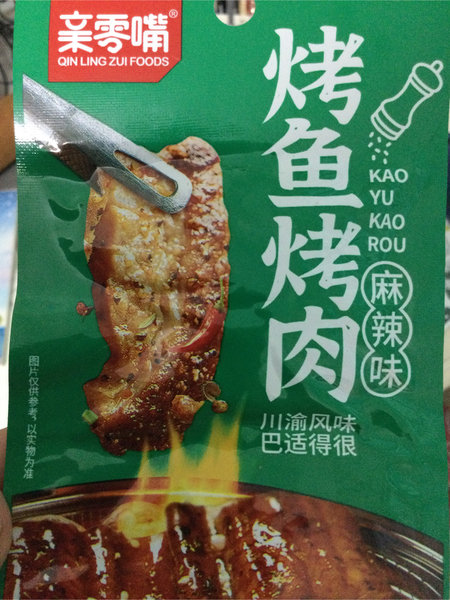 亲零嘴®
QIN LING ZUI FOODS
烤鱼烤肉
KAO
YU
KAO
ROU
麻辣味
川渝风味
巴适得很
图片仅供参考，以实物为准